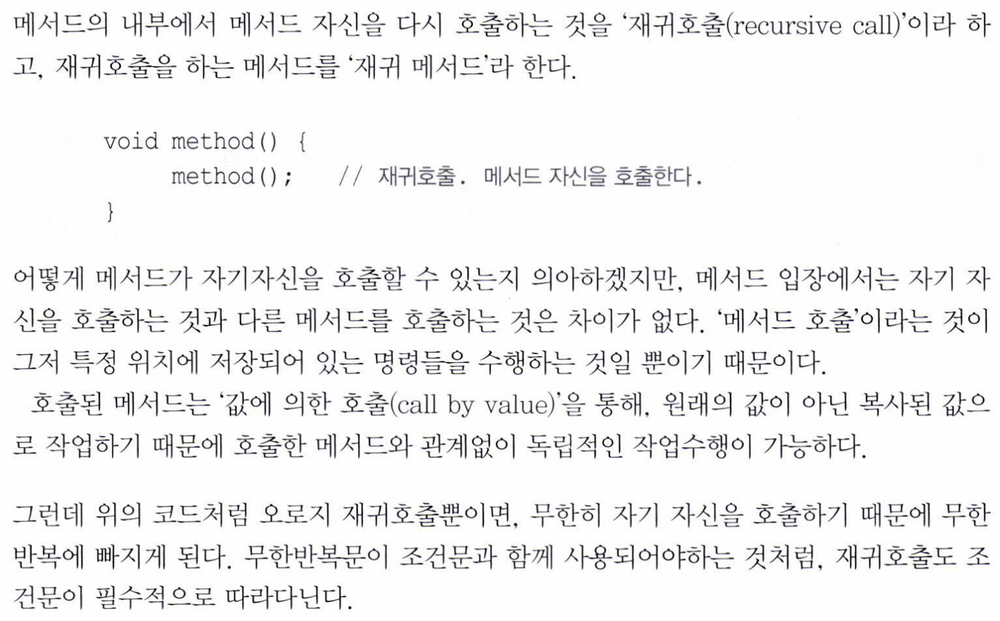 메서드의 내부에서 메서드 자신을 다시 호출하는 것을 ‘재귀호출(recursive call)’이라 하
고, 재귀호출을 하는 메서드를 ‘재귀 메서드’라 한다.
void method() {
method();   // 재귀호출. 메서드 자신을 호출한다.
}
어떻게 메서드가 자기자신을 호출할 수 있는지 의아하겠지만, 메서드 입장에서는 자기 자
신을 호출하는 것과 다른 메서드를 호출하는 것은 차이가 없다. ‘메서드 호출’이라는 것이
그저 특정 위치에 저장되어 있는 명령들을 수행하는 것일 뿐이기 때문이다.
호출된 메서드는 ‘값에 의한 호출(call by value)’을 통해, 원래의 값이 아닌 복사된 값으
로 작업하기 때문에 호출한 메서드와 관계없이 독립적인 작업수행이 가능하다.
그런데 위의 코드처럼 오로지 재귀호출뿐이면, 무한히 자기 자신을 호출하기 때문에 무한
반복에 빠지게 된다. 무한반복문이 조건문과 함께 사용되어야하는 것처럼, 재귀호출도 조
건문이 필수적으로 따라다닌다.